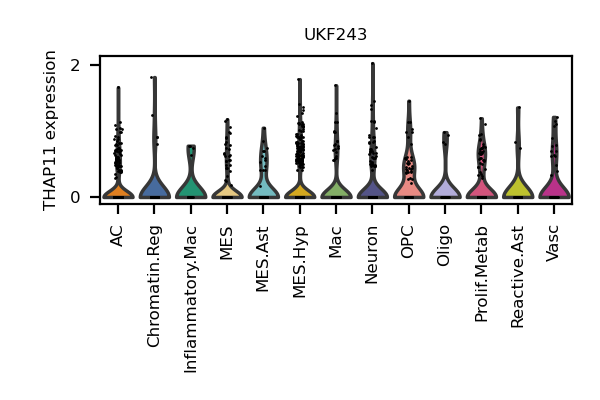 UKF243
THAP11 expression
2
0
AC
Chromatin.Reg
Inflammatory.Mac
MES
MES.Ast
MES.Hyp
Mac
Neuron
OPC
Oligo
Prolif.Metab
Reactive.Ast
Vasc